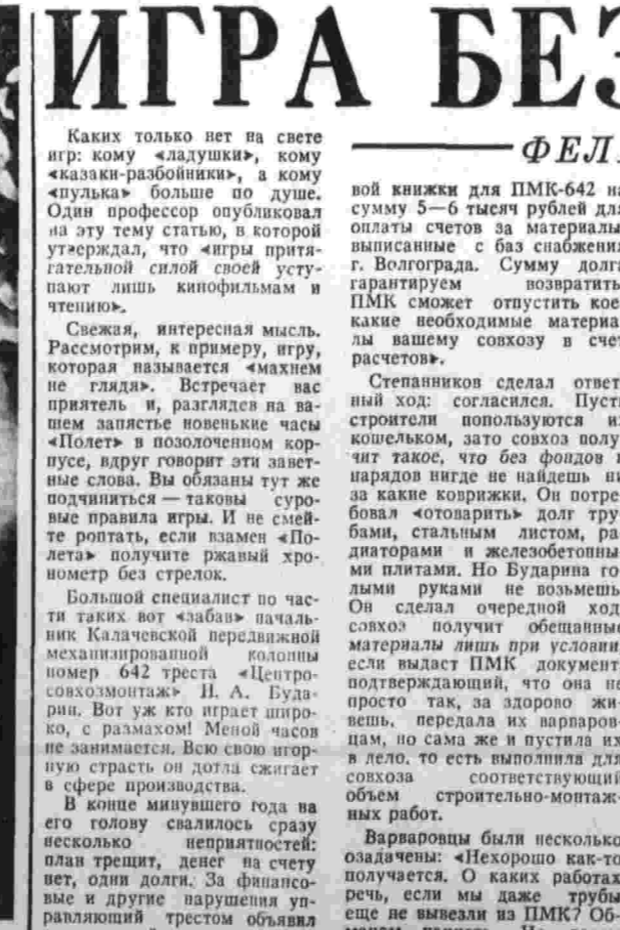 ИГРА БЕЗ
Каких только нет на свете
игр: кому «ладушки», кому
«казаки-разбойники», а кому
«пулька» больше по душе.
Один профессор опубликовал
на эту тему статью, в которой
утверждал, что «игры притя-
гательной силой своей усту-
пают лишь кинофильмам и
чтению».
Свежая, интересная мысль.
Рассмотрим, к примеру, игру,
которая называется «махнем
не глядя». Встречает вас
приятель и, разглядев на ва-
шем запястье новенькие часы
«Полет» в позолоченном кор-
пусе, вдруг говорит эти завет-
ные слова. Вы обязаны тут же
подчиниться — таковы суро-
вые правила игры. И не смей-
те роптать, если взамен «По-
лета» получите ржавый хро-
нометр без стрелок.
Большой специалист по час-
ти таких вот «забав» началь-
ник Калачевской передвижной
механизированной колонны
номер 642 треста «Центро-
совхозмонтаж» Н. А. Буда-
рин. Вот уж кто играет широ-
ко, с размахом! Меной часов
не занимается. Всю свою игор-
ную страсть он дотла сжигает
в сфере производства.
В конце минувшего года на
его голову свалилось сразу
несколько неприятностей:
план трещит, денег на счету
нет, одни долги. За финансо-
вые и другие нарушения уп-
равляющий трестом объявил
ФЕЛ
вой книжки для ПМК-642 на
сумму 5—6 тысяч рублей для
оплаты счетов за материалы
выписанные с баз снабжения
г. Волгограда. Сумму долга
гарантируем возвратить
ПМК сможет отпустить кое-
какие необходимые материа-
лы вашему совхозу в счет
расчетов».
Степанников сделал ответ-
ный ход: согласился. Пусть
строители попользуются из
кошельком, зато совхоз полу-
чит такое, что без фондов и
нарядов нигде не найдешь ни
за какие коврижки. Он потре-
бовал «отоварить» долг тру-
бами, стальным листом, ра-
диаторами и железобетонны-
ми плитами. Но Бударина го-
лыми руками не возьмешь.
Он сделал очередной ход
совхоз получит обещанные
материалы лишь при условии
если выдаст ПМК документ
подтверждающий, что она не
просто так, за здорово жи-
вешь, передала их варваров-
цам, но сама же и пустила их
в дело, то есть выполнила для
совхоза соответствующий
объем строительно-монтаж-
ных работ.
Варваровцы были несколько
озадачены: «Нехорошо как-то
получается. О каких работах
речь, если мы даже трубы
еще не вывезли из ПМК? Об-